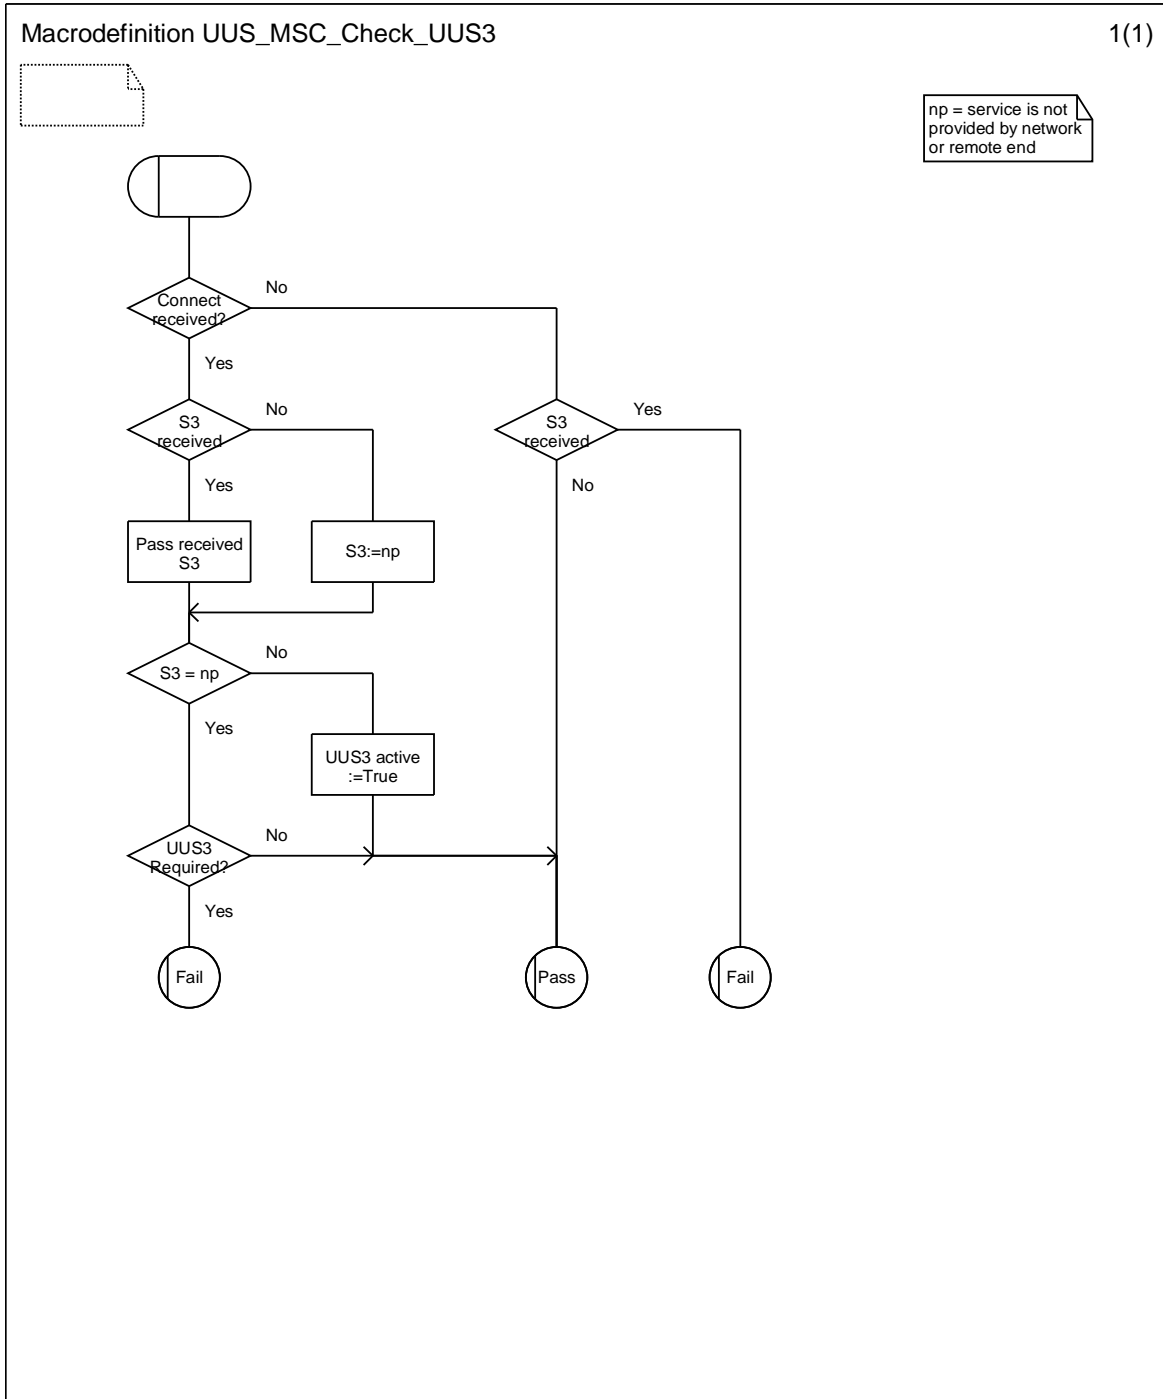 Macrodefinition UUS_MSC_Check_UUS3
1(1)
np = service is not
provided by network
or remote end
Connect
received?
No
Yes
S3
received
No
S3
received
Yes
Yes
No
Pass received
S3
S3:=np
S3 = np
No
Yes
UUS3 active
:=True
UUS3
Required?
No
Yes
Fail
Pass
Fail